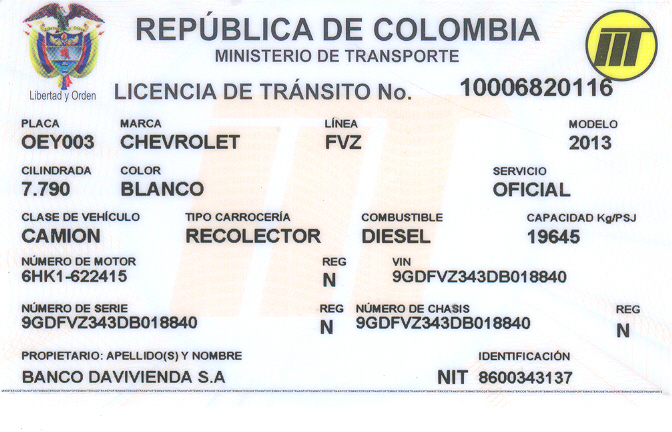 REPÚBLICA DE COLOMBIA
MINISTERIO DE TRANSPORTE
Libertad y Orden
LICENCIA DE TRÁNSITO No. 10006820116
PLACA MARCA LÍNEA MODELO
OEY003 CHEVROLET FVZ 2013
CILINDRADA COLOR SERVICIO
7.790 BLANCO OFICIAL
CLASE DE VEHÍCULO TIPO CARROCERÍA COMBUSTIBLE CAPACIDAD Kg/PSJ
CAMION RECOLECTOR DIESEL 19645
NÚMERO DE MOTOR REG VIN
6HK1-622415 N 9GDFVZ343DB018840
NÚMERO DE SERIE REG NÚMERO DE CHASIS REG
9GDFVZ343DB018840 N 9GDFVZ343DB018840 N
PROPIETARIO: APELLIDO(S) Y NOMBRE IDENTIFICACIÓN
BANCO DAVIVIENDA S.A NIT 8600343137